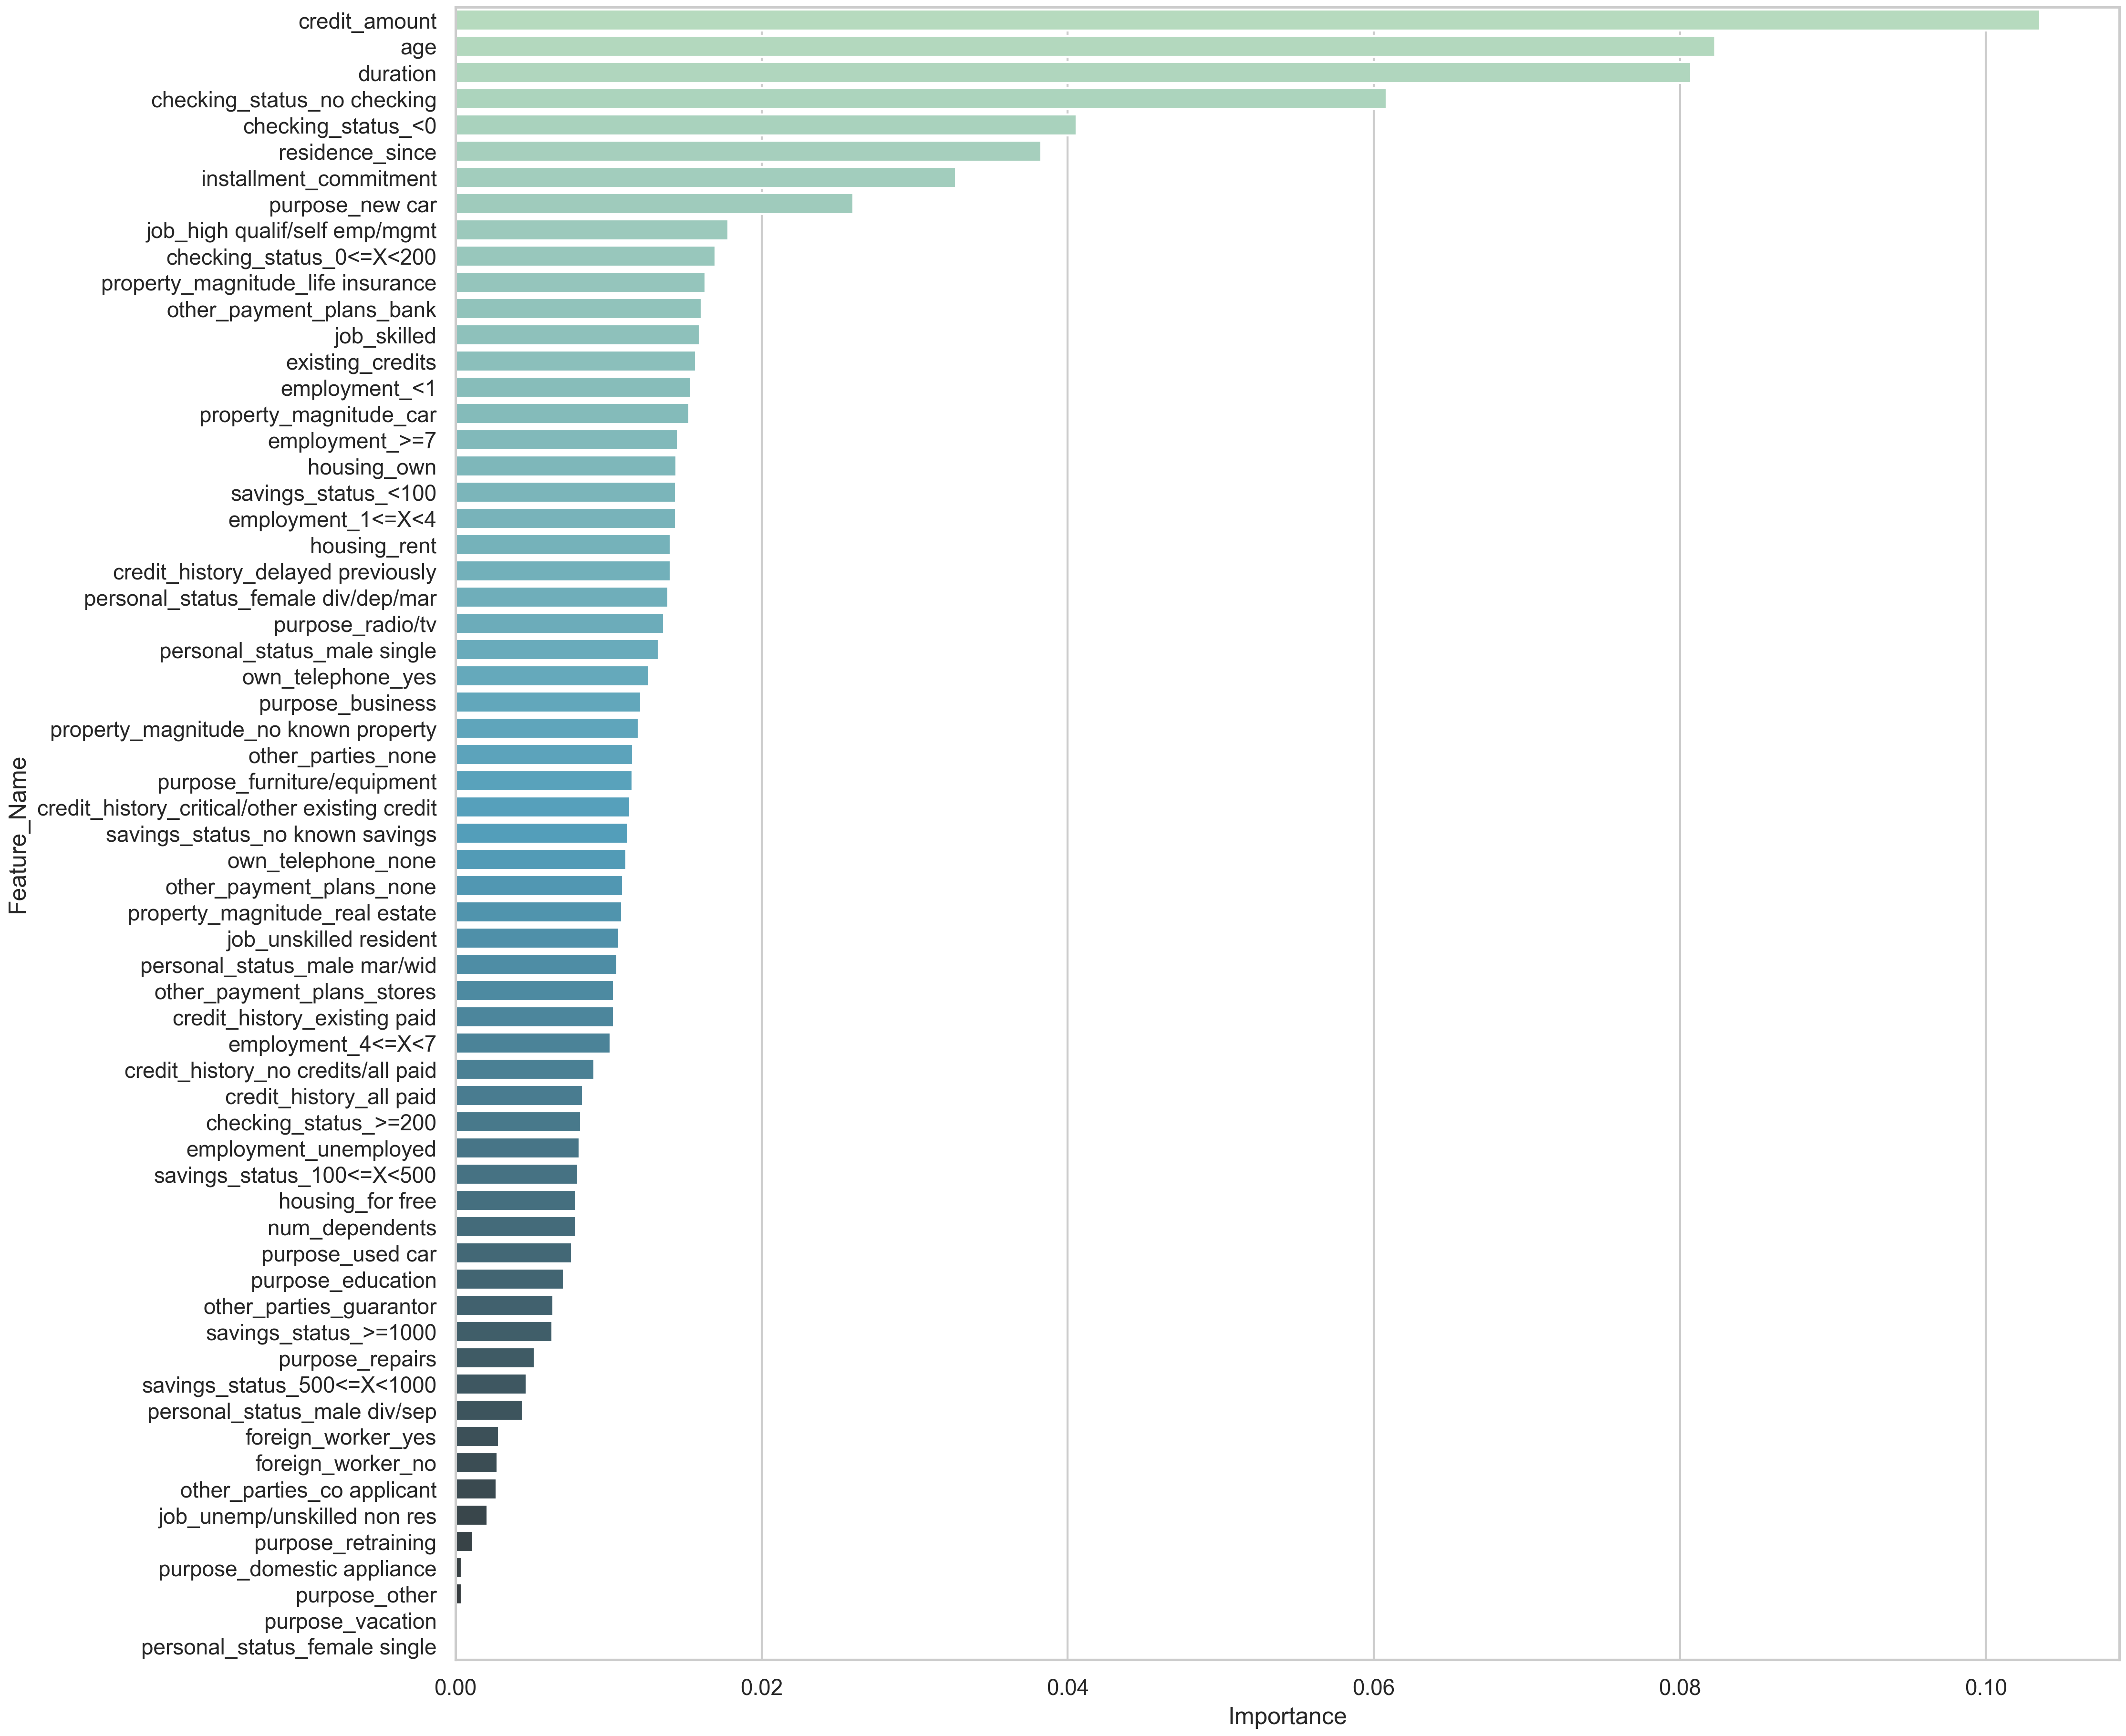 credit_amount
age
duration
checking_status_no checking
checking_status_<0
residence_since
installment_commitment
purpose_new car
job_high qualif/self emp/mgmt
checking_status_0<=X<200
property_magnitude_life insurance
other_payment_plans_bank
job_skilled
existing_credits
employment_<1
property_magnitude_car
employment_>=7
housing_own
savings_status_<100
employment_1<=X<4
housing_rent
credit_history_delayed previously
personal_status_female div/dep/mar
purpose_radio/tv
personal_status_male single
own_telephone_yes
purpose_business
property_magnitude_no known property
other_parties_none
purpose_furniture/equipment
credit_history_critical/other existing credit
savings_status_no known savings
own_telephone_none
other_payment_plans_none
property_magnitude_real estate
job_unskilled resident
personal_status_male mar/wid
other_payment_plans_stores
credit_history_existing paid
employment_4<=X<7
credit_history_no credits/all paid
credit_history_all paid
checking_status_>=200
employment_unemployed
savings_status_100<=X<500
housing_for free
num_dependents
purpose_used car
purpose_education
other_parties_guarantor
savings_status_>=1000
purpose_repairs
savings_status_500<=X<1000
personal_status_male div/sep
foreign_worker_yes
foreign_worker_no
other_parties_co applicant
job_unemp/unskilled non res
purpose_retraining
purpose_domestic appliance
purpose_other
purpose_vacation
personal_status_female single
Feature_Name
0.00 0.02 0.04 0.06 0.08 0.10
Importance